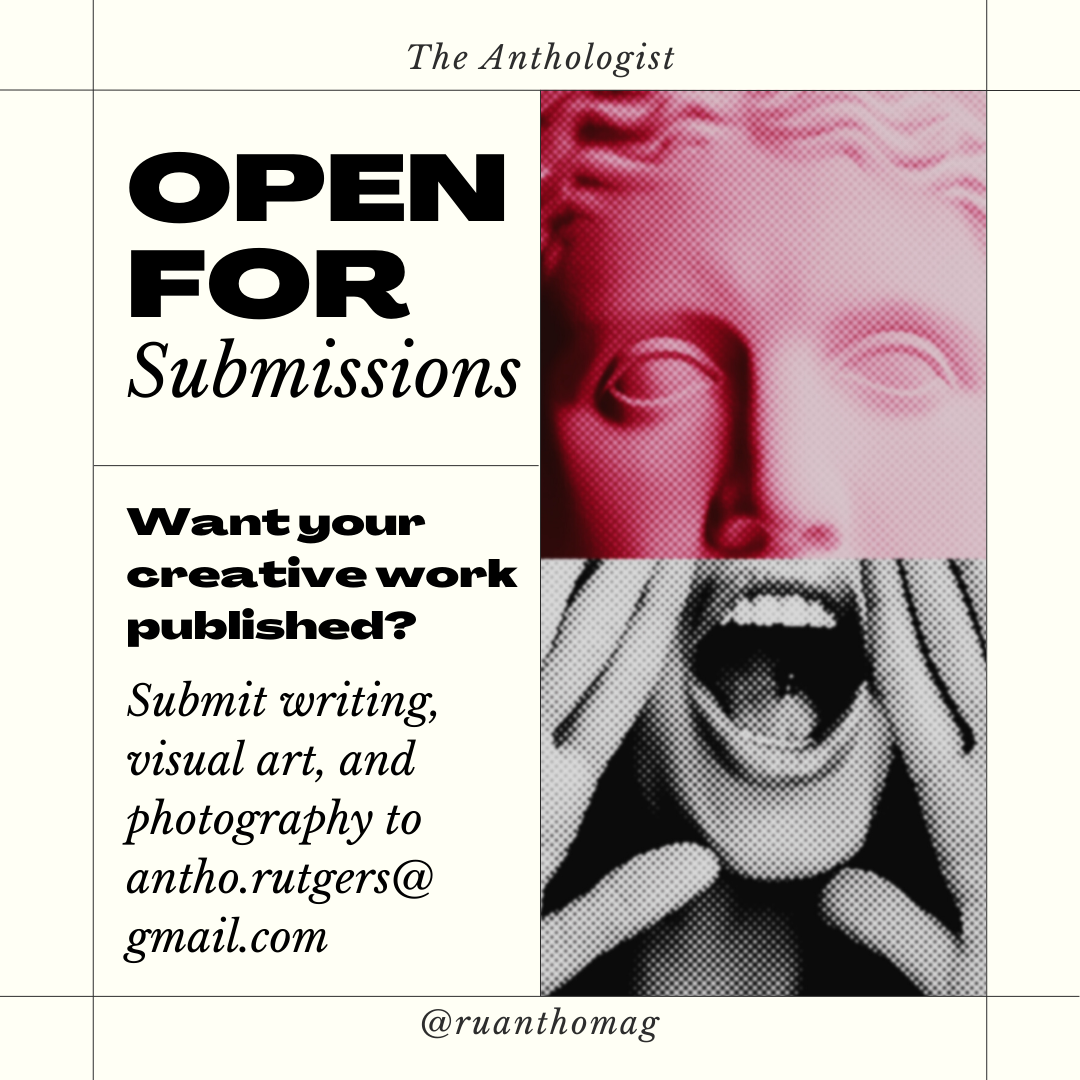 The Anthologist
OPEN
FOR
Submissions
Want your
creative work
published?
Submit writing,
visual art, and
photography to
antho.rutgers@
gmail.com
@ruanthomag